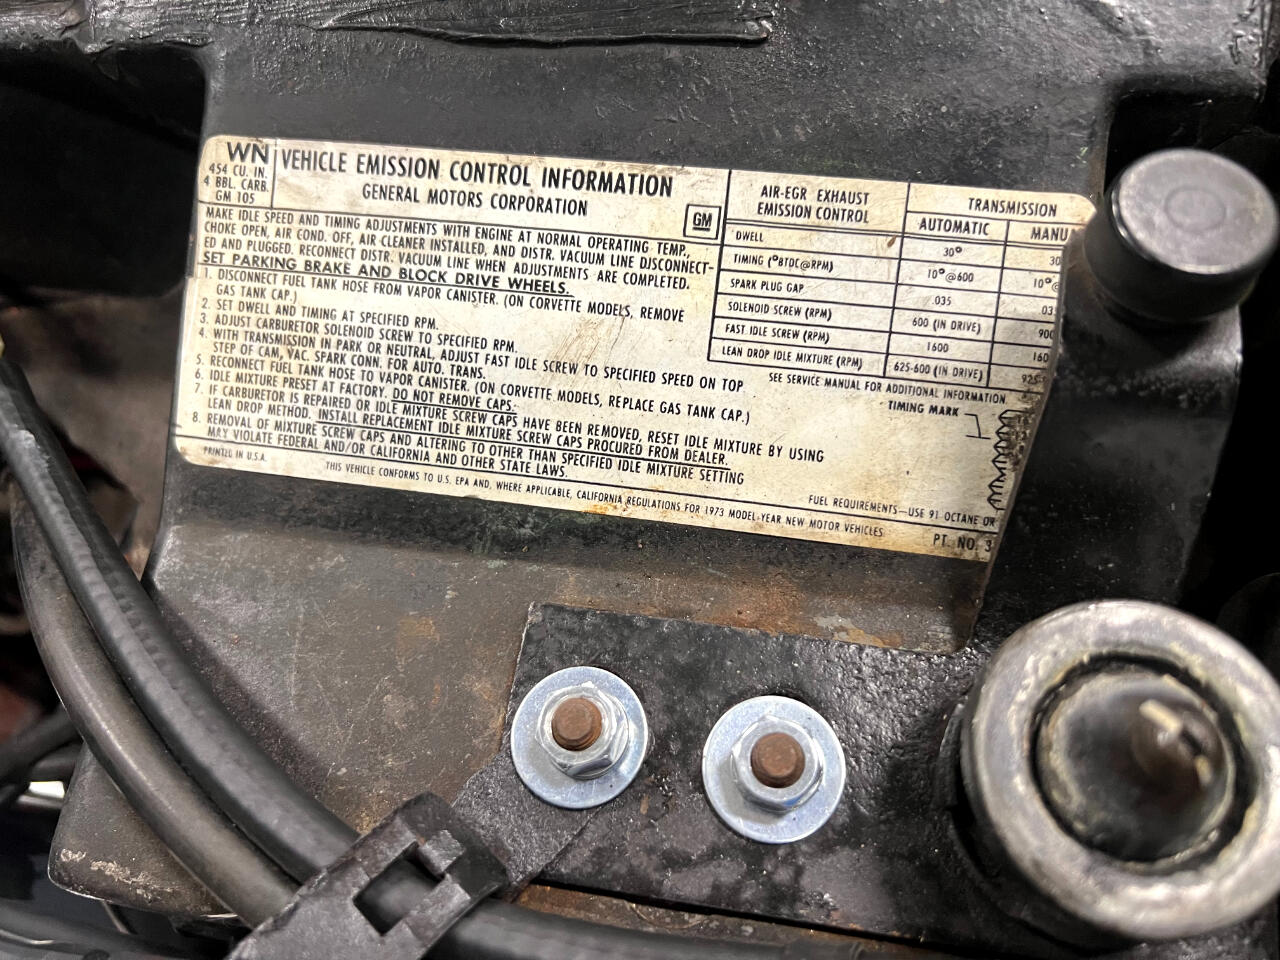 WN
454 CU. IN.
4 BBL. CARB.
GM 105
VEHICLE EMISSION CONTROL INFORMATION
GENERAL MOTORS CORPORATION
GM
MAKE IDLE SPEED AND TIMING ADJUSTMENTS WITH ENGINE AT NORMAL OPERATING TEMP.,
CHOKE OPEN, AIR COND. OFF, AIR CLEANER INSTALLED, AND DISTR. VACUUM LINE DISCONNECT-
ED AND PLUGGED. RECONNECT DISTR. VACUUM LINE WHEN ADJUSTMENTS ARE COMPLETED.
SET PARKING BRAKE AND BLOCK DRIVE WHEELS.
1. DISCONNECT FUEL TANK HOSE FROM VAPOR CANISTER. (ON CORVETTE MODELS, REMOVE
GAS TANK CAP.)
2. SET DWELL AND TIMING AT SPECIFIED RPM.
3. ADJUST CARBURETOR SOLENOID SCREW TO SPECIFIED RPM.
4. WITH TRANSMISSION IN PARK OR NEUTRAL, ADJUST FAST IDLE SCREW TO SPECIFIED SPEED ON TOP
STEP OF CAM, VAC. SPARK CONN. FOR AUTO. TRANS.
5. RECONNECT FUEL TANK HOSE TO VAPOR CANISTER. (ON CORVETTE MODELS, REPLACE GAS TANK CAP.)
6. IDLE MIXTURE PRESET AT FACTORY. DO NOT REMOVE CAPS.
7. IF CARBURETOR IS REPAIRED OR IDLE MIXTURE SCREW CAPS HAVE BEEN REMOVED, RESET IDLE MIXTURE BY USING
LEAN DROP METHOD. INSTALL REPLACEMENT IDLE MIXTURE SCREW CAPS PROCURED FROM DEALER.
8. REMOVAL OF MIXTURE SCREW CAPS AND ALTERING TO OTHER THAN SPECIFIED IDLE MIXTURE SETTING
MAY VIOLATE FEDERAL AND/OR CALIFORNIA AND OTHER STATE LAWS.
AIR-EGR EXHAUST
EMISSION CONTROL
TRANSMISSION
AUTOMATIC MANU
DWELL 30° 30
TIMING (°BTDC@RPM) 10°@600 10°@
SPARK PLUG GAP .035 .03
SOLENOID SCREW (RPM) 600 (IN DRIVE) 900
FAST IDLE SCREW (RPM) 1600 160
LEAN DROP IDLE MIXTURE (RPM) 625-600 (IN DRIVE) 925
SEE SERVICE MANUAL FOR ADDITIONAL INFORMATION
TIMING MARK
FUEL REQUIREMENTS—USE 91 OCTANE OR
PRINTED IN U.S.A.
THIS VEHICLE CONFORMS TO U.S. EPA AND, WHERE APPLICABLE, CALIFORNIA REGULATIONS FOR 1973 MODEL-YEAR NEW MOTOR VEHICLES
PT. NO. 3